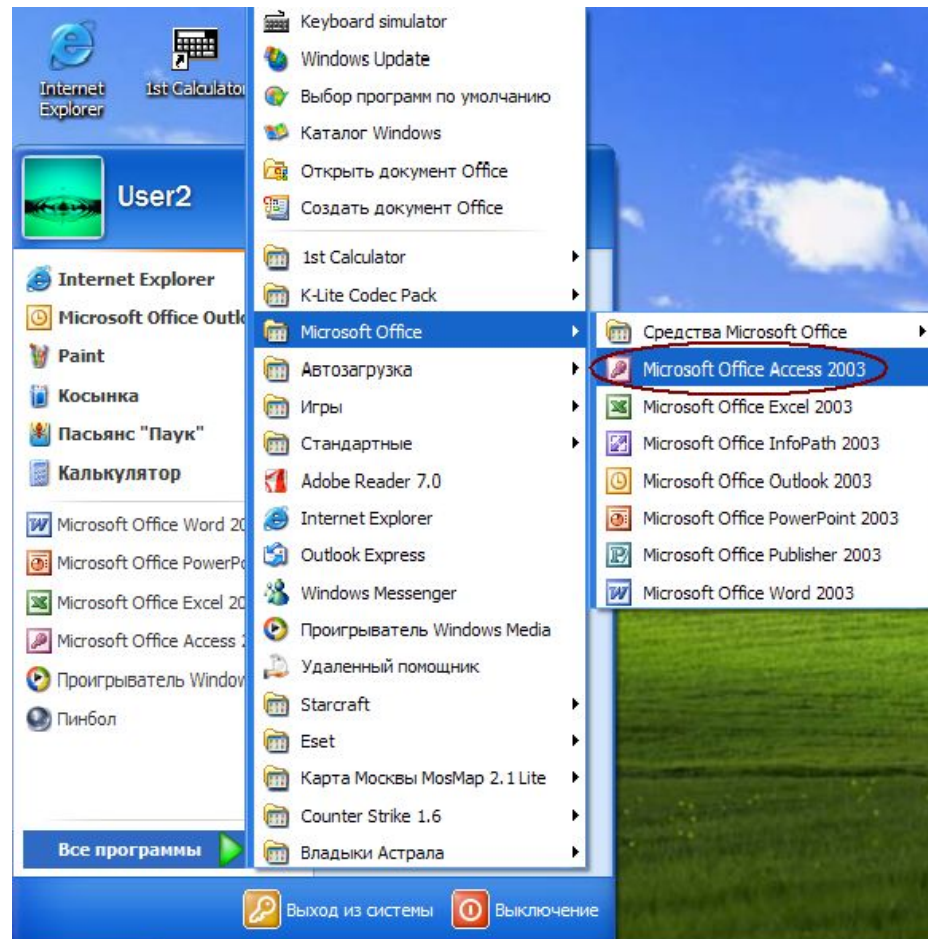 Internet
Explorer
1st Calculato
User2
Internet Explorer
Microsoft Office Outlo
Paint
Косынка
Пасьянс "Паук"
Калькулятор
Microsoft Office Word 20
Microsoft Office PowerPo
Microsoft Office Excel 20
Microsoft Office Access 2
Проигрыватель Window
Пинбол
Все программы
Keyboard simulator
Windows Update
Выбор программ по умолчанию
Каталог Windows
Открыть документ Office
Создать документ Office
1st Calculator
K-Lite Codec Pack
Microsoft Office
Автозагрузка
Игры
Стандартные
Adobe Reader 7.0
Internet Explorer
Outlook Express
Windows Messenger
Проигрыватель Windows Media
Удаленный помощник
Starcraft
Eset
Карта Москвы MosMap 2.1 Lite
Counter Strike 1.6
Владыки Астрала
Средства Microsoft Office
Microsoft Office Access 2003
Microsoft Office Excel 2003
Microsoft Office InfoPath 2003
Microsoft Office Outlook 2003
Microsoft Office PowerPoint 2003
Microsoft Office Publisher 2003
Microsoft Office Word 2003
Выход из системы
Выключение